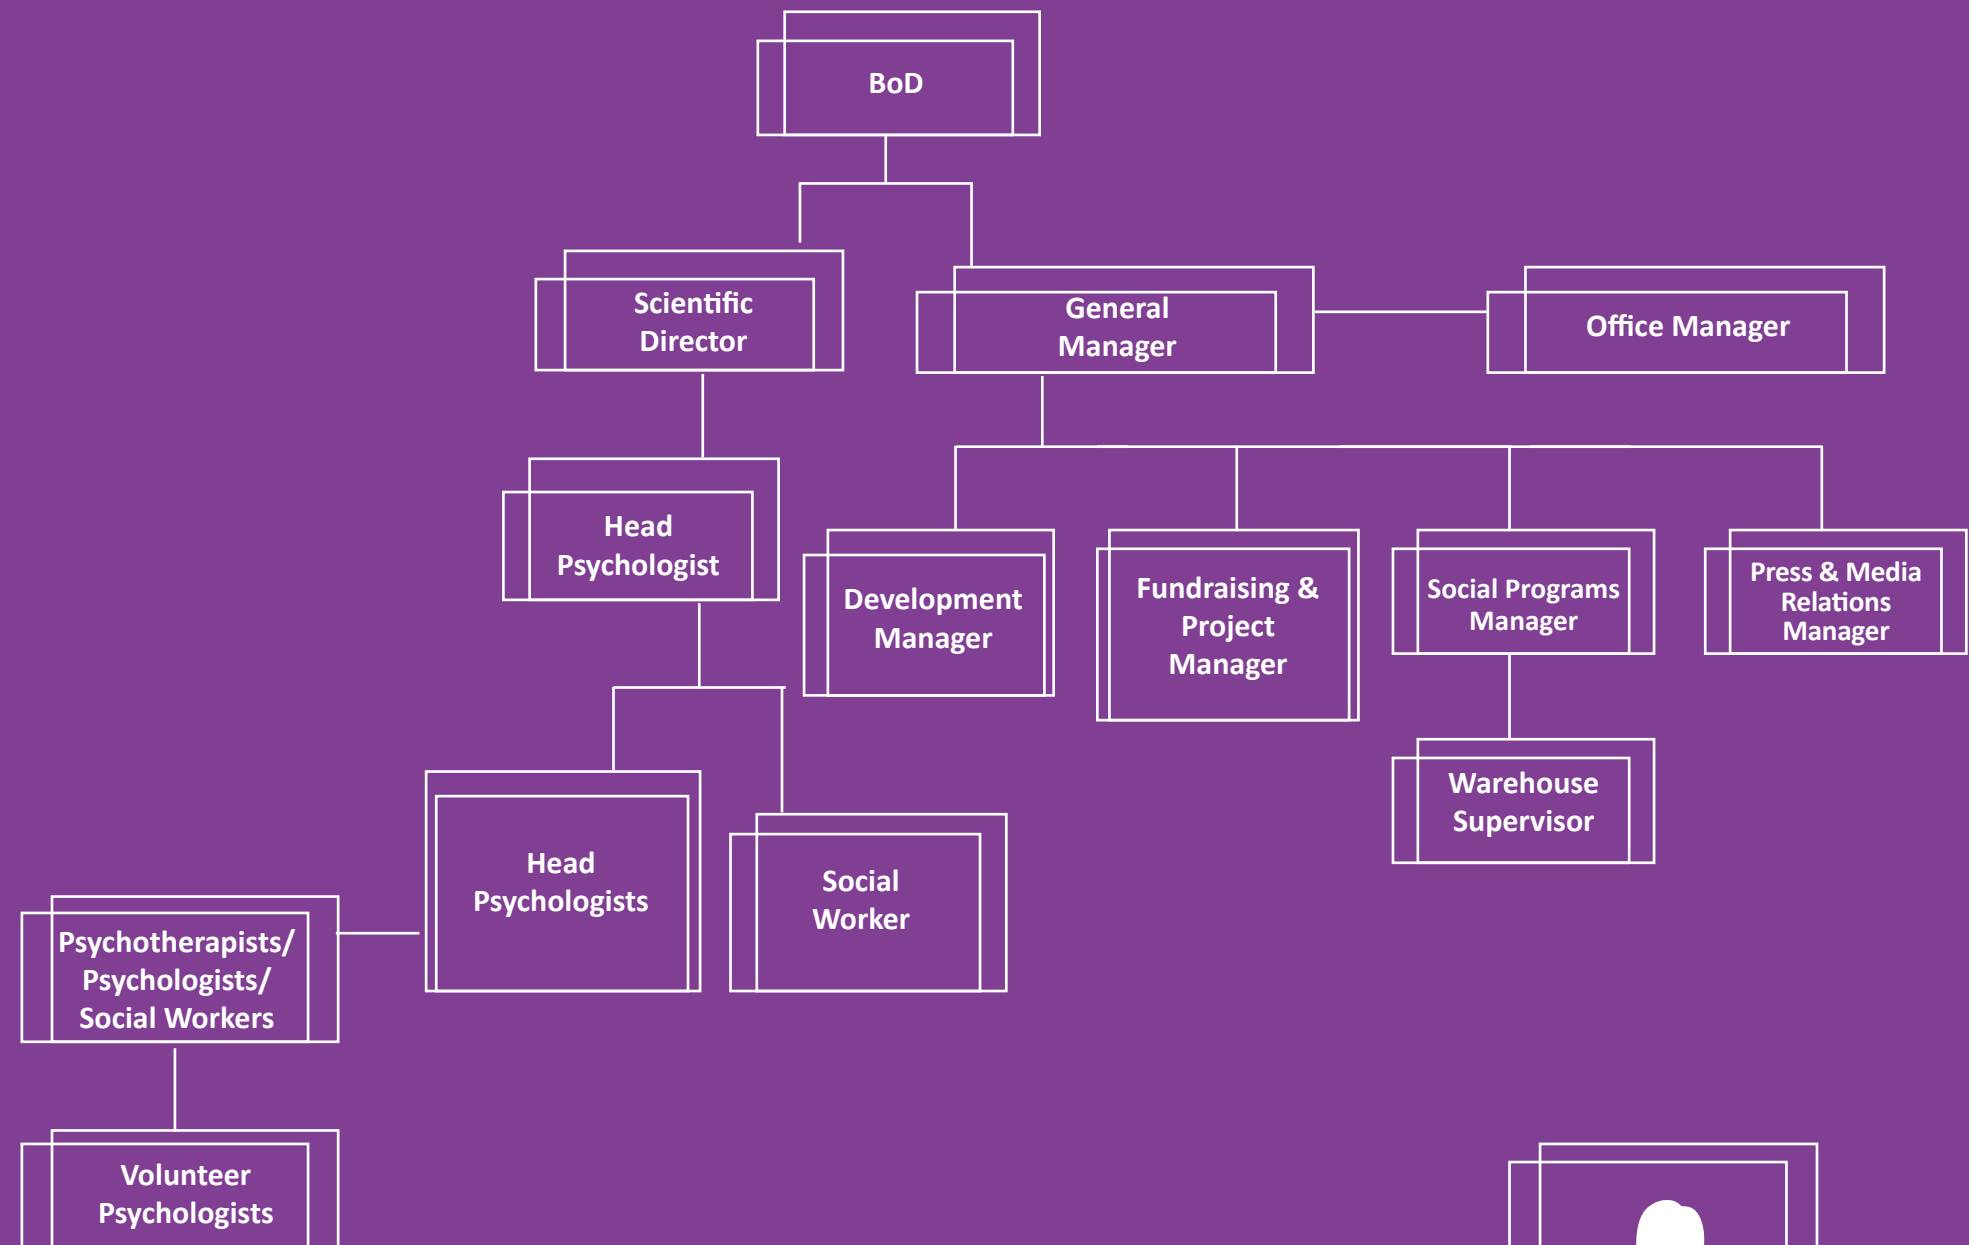 BoD
Scientific
Director
General
Manager
Office Manager
Head
Psychologist
Development
Manager
Fundraising &
Project
Manager
Social Programs
Manager
Press & Media
Relations
Manager
Warehouse
Supervisor
Head
Psychologists
Social
Worker
Psychotherapists/
Psychologists/
Social Workers
Volunteer
Psychologists